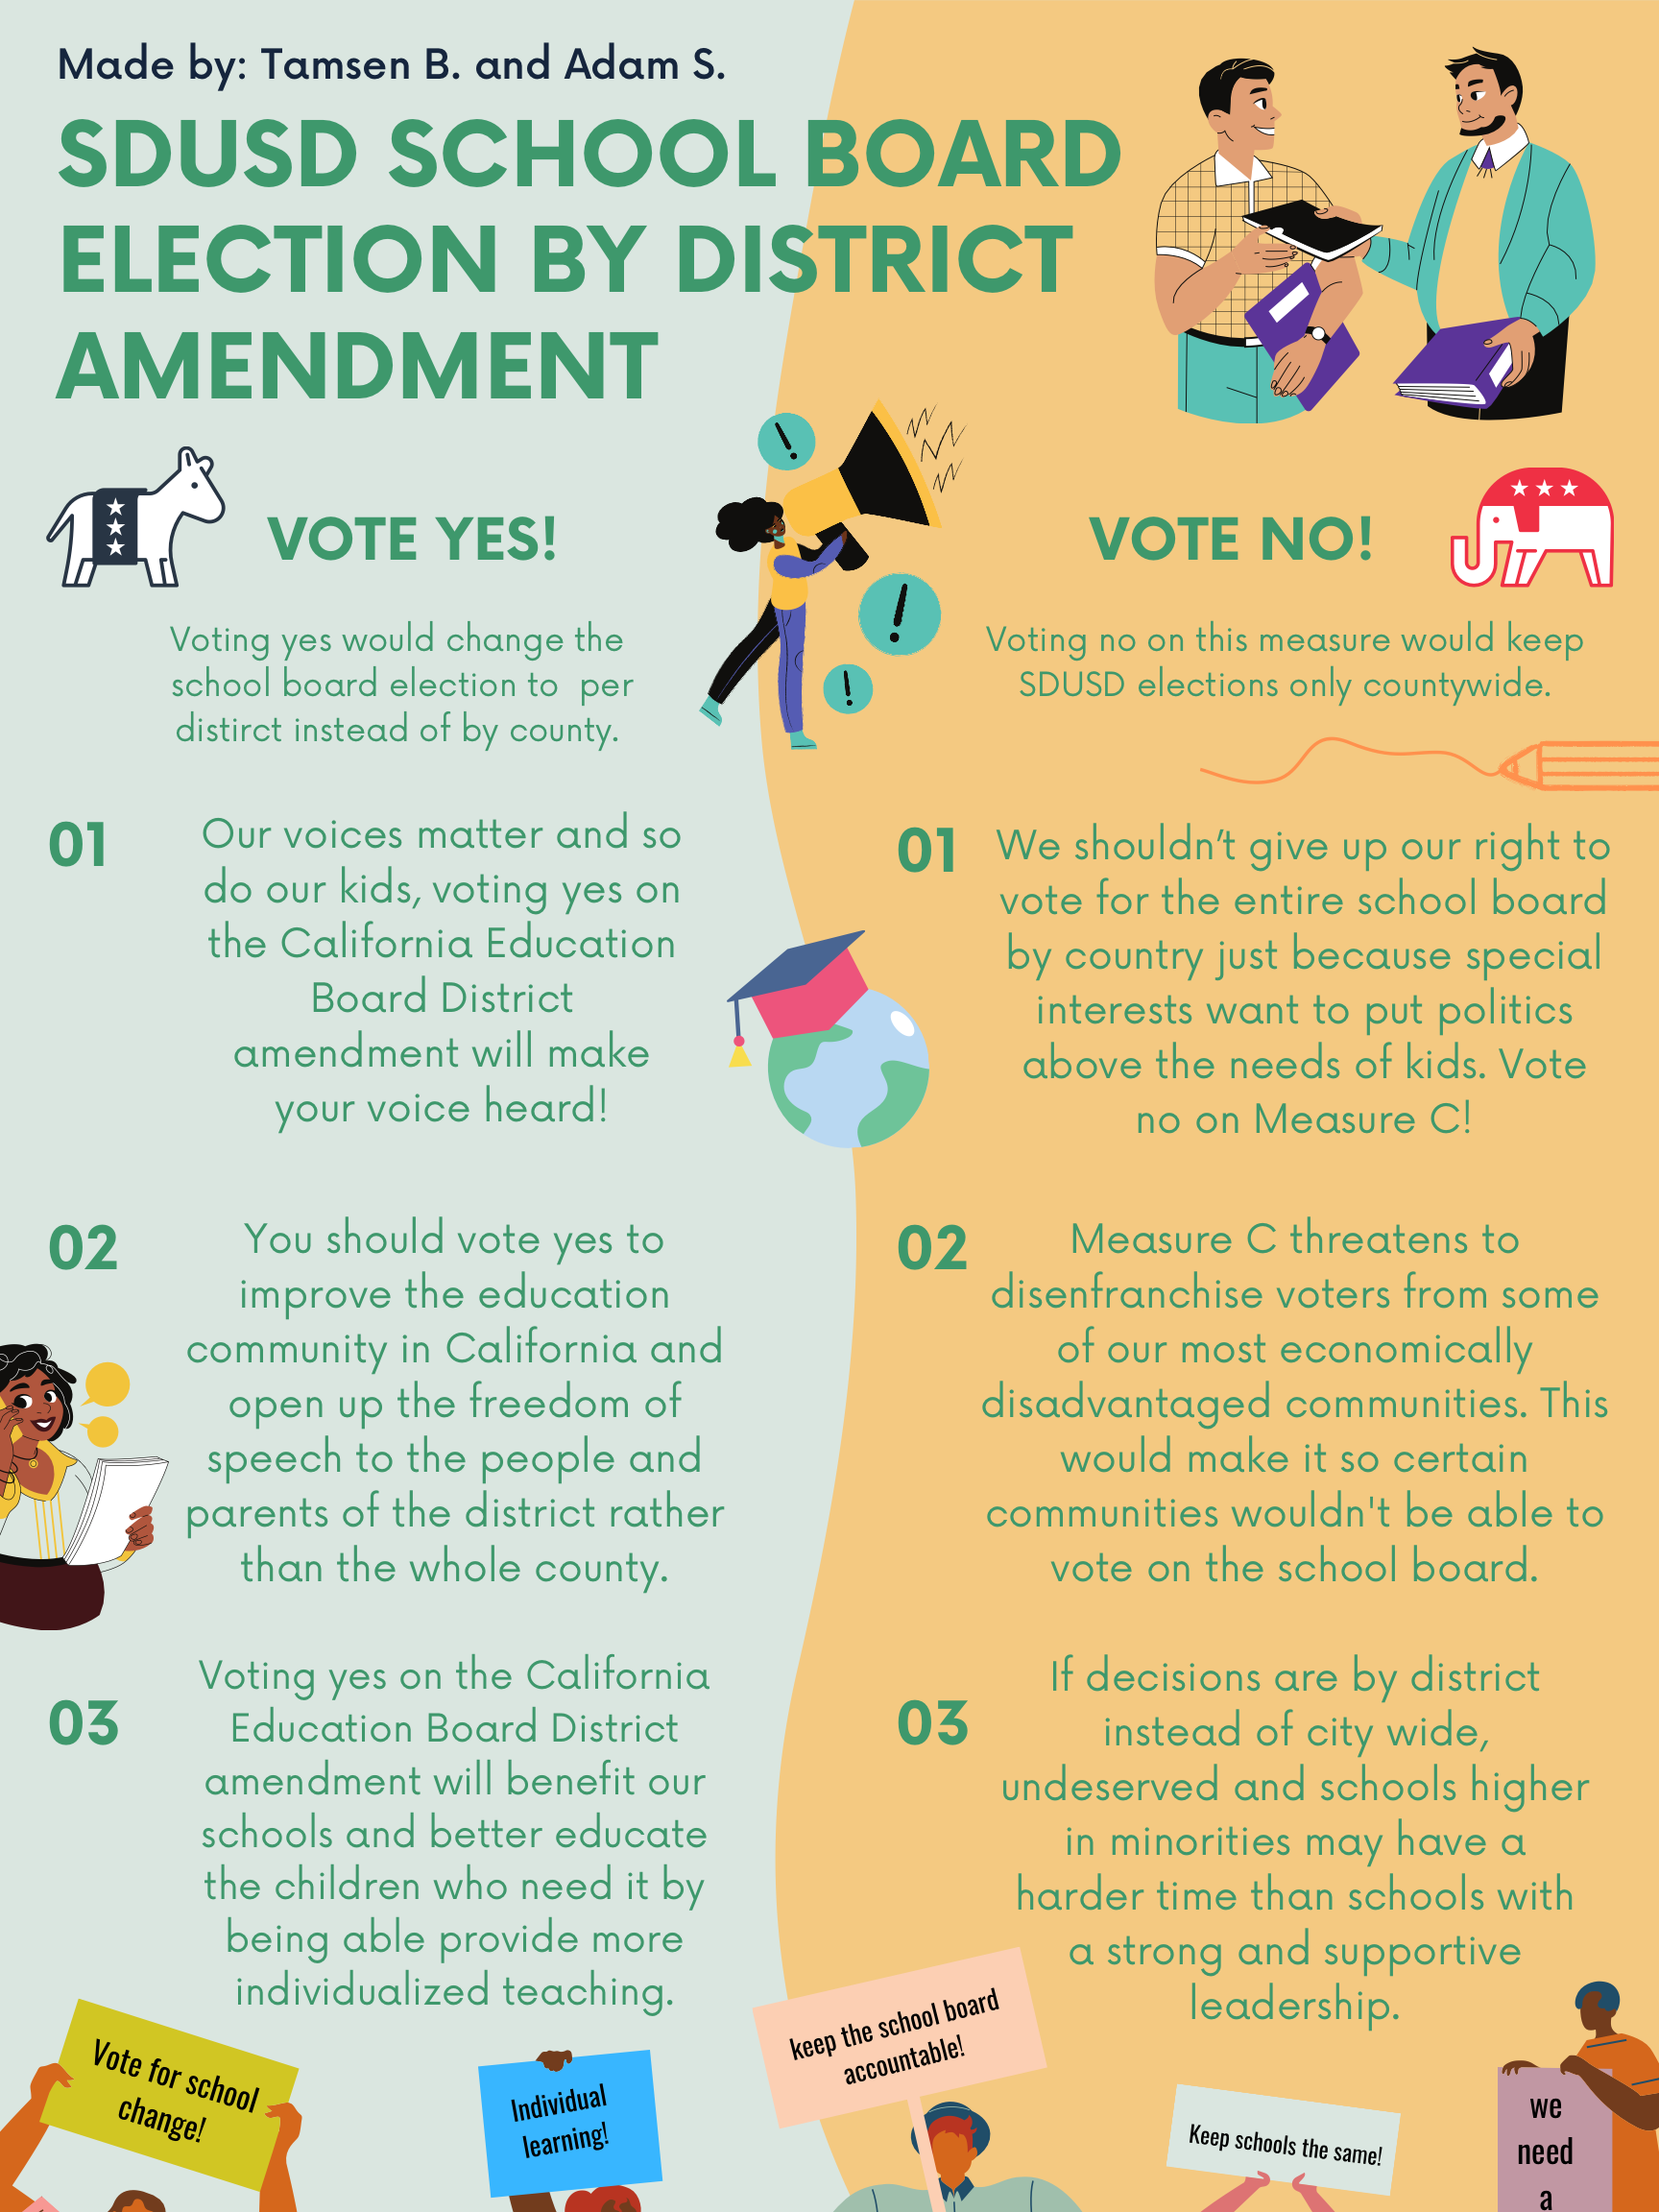 Made by: Tamsen B. and Adam S.
SDUSD SCHOOL BOARD
ELECTION BY DISTRICT
AMENDMENT
VOTE YES!
Voting yes would change the
school board election to per
distirct instead of by county.
01
Our voices matter and so
do our kids, voting yes on
the California Education
Board District
amendment will make
your voice heard!
02
You should vote yes to
improve the education
community in California and
open up the freedom of
speech to the people and
parents of the district rather
than the whole county.
03
Voting yes on the California
Education Board District
amendment will benefit our
schools and better educate
the children who need it by
being able provide more
individualized teaching.
VOTE NO!
Voting no on this measure would keep
SDUSD elections only countywide.
01
We shouldn’t give up our right to
vote for the entire school board
by country just because special
interests want to put politics
above the needs of kids. Vote
no on Measure C!
02
Measure C threatens to
disenfranchise voters from some
of our most economically
disadvantaged communities. This
would make it so certain
communities wouldn't be able to
vote on the school board.
03
If decisions are by district
instead of city wide,
undeserved and schools higher
in minorities may have a
harder time than schools with
a strong and supportive
leadership.
Vote for school
change!
Individual
learning!
keep the school board
accountable!
Keep schools the same!
we
need
a